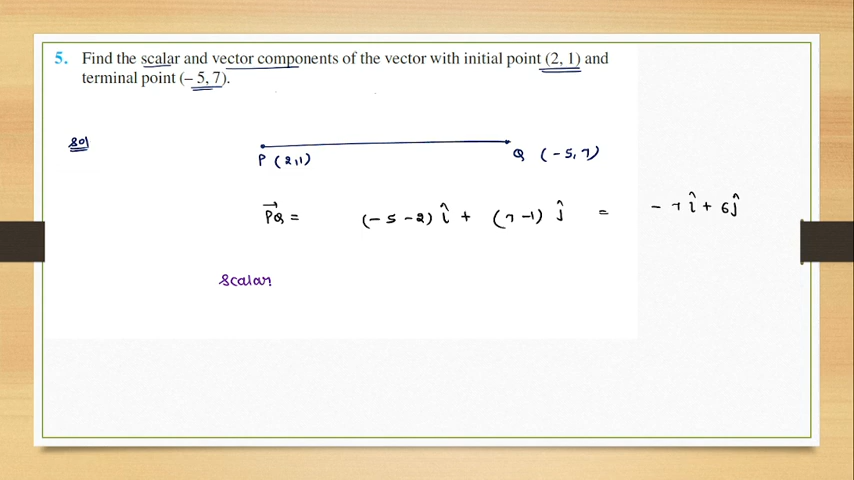 5. Find the scalar and vector components of the vector with initial point (2, 1) and
terminal point (– 5, 7).
Sol
P (2,1) Q (-5, 7)
PQ⃗ = (-5-2) î + (7-1) ĵ = -7 î + 6 ĵ
Scalar